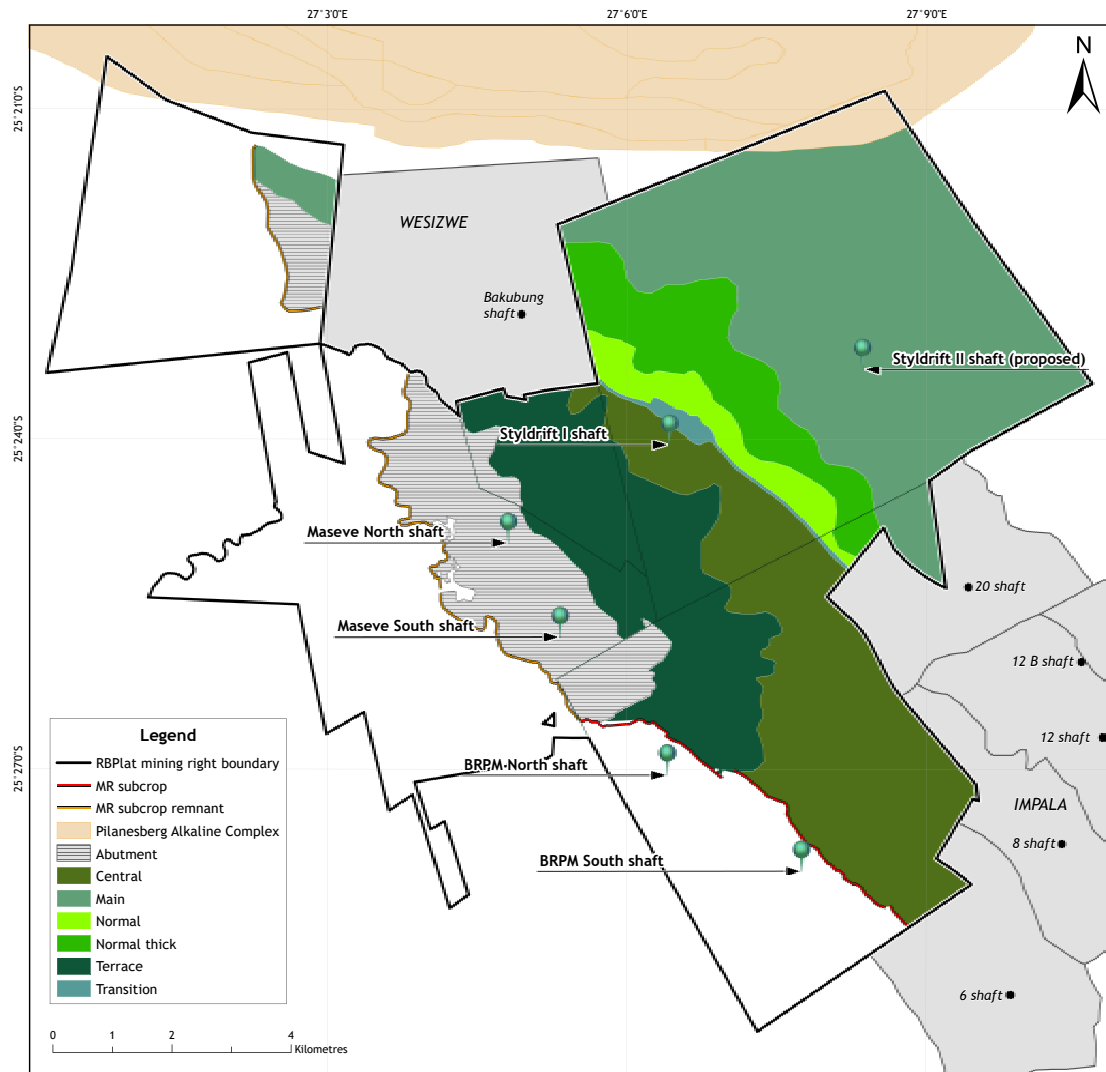 27°3'0"E
27°6'0"E
27°9'0"E
N
25°21'0"S
WESIZWE
Bakubung
shaft
Styldrift II shaft (proposed)
25°24'0"S
Styldrift I shaft
Maseve North shaft
20 shaft
Maseve South shaft
12 B shaft
12 shaft
25°27'0"S
BRPM-North shaft
IMPALA
8 shaft
BRPM South shaft
6 shaft
Legend
RBPlat mining right boundary
MR subcrop
MR subcrop remnant
Pilanesberg Alkaline Complex
Abutment
Central
Main
Normal
Normal thick
Terrace
Transition
0 1 2 4
Kilometres